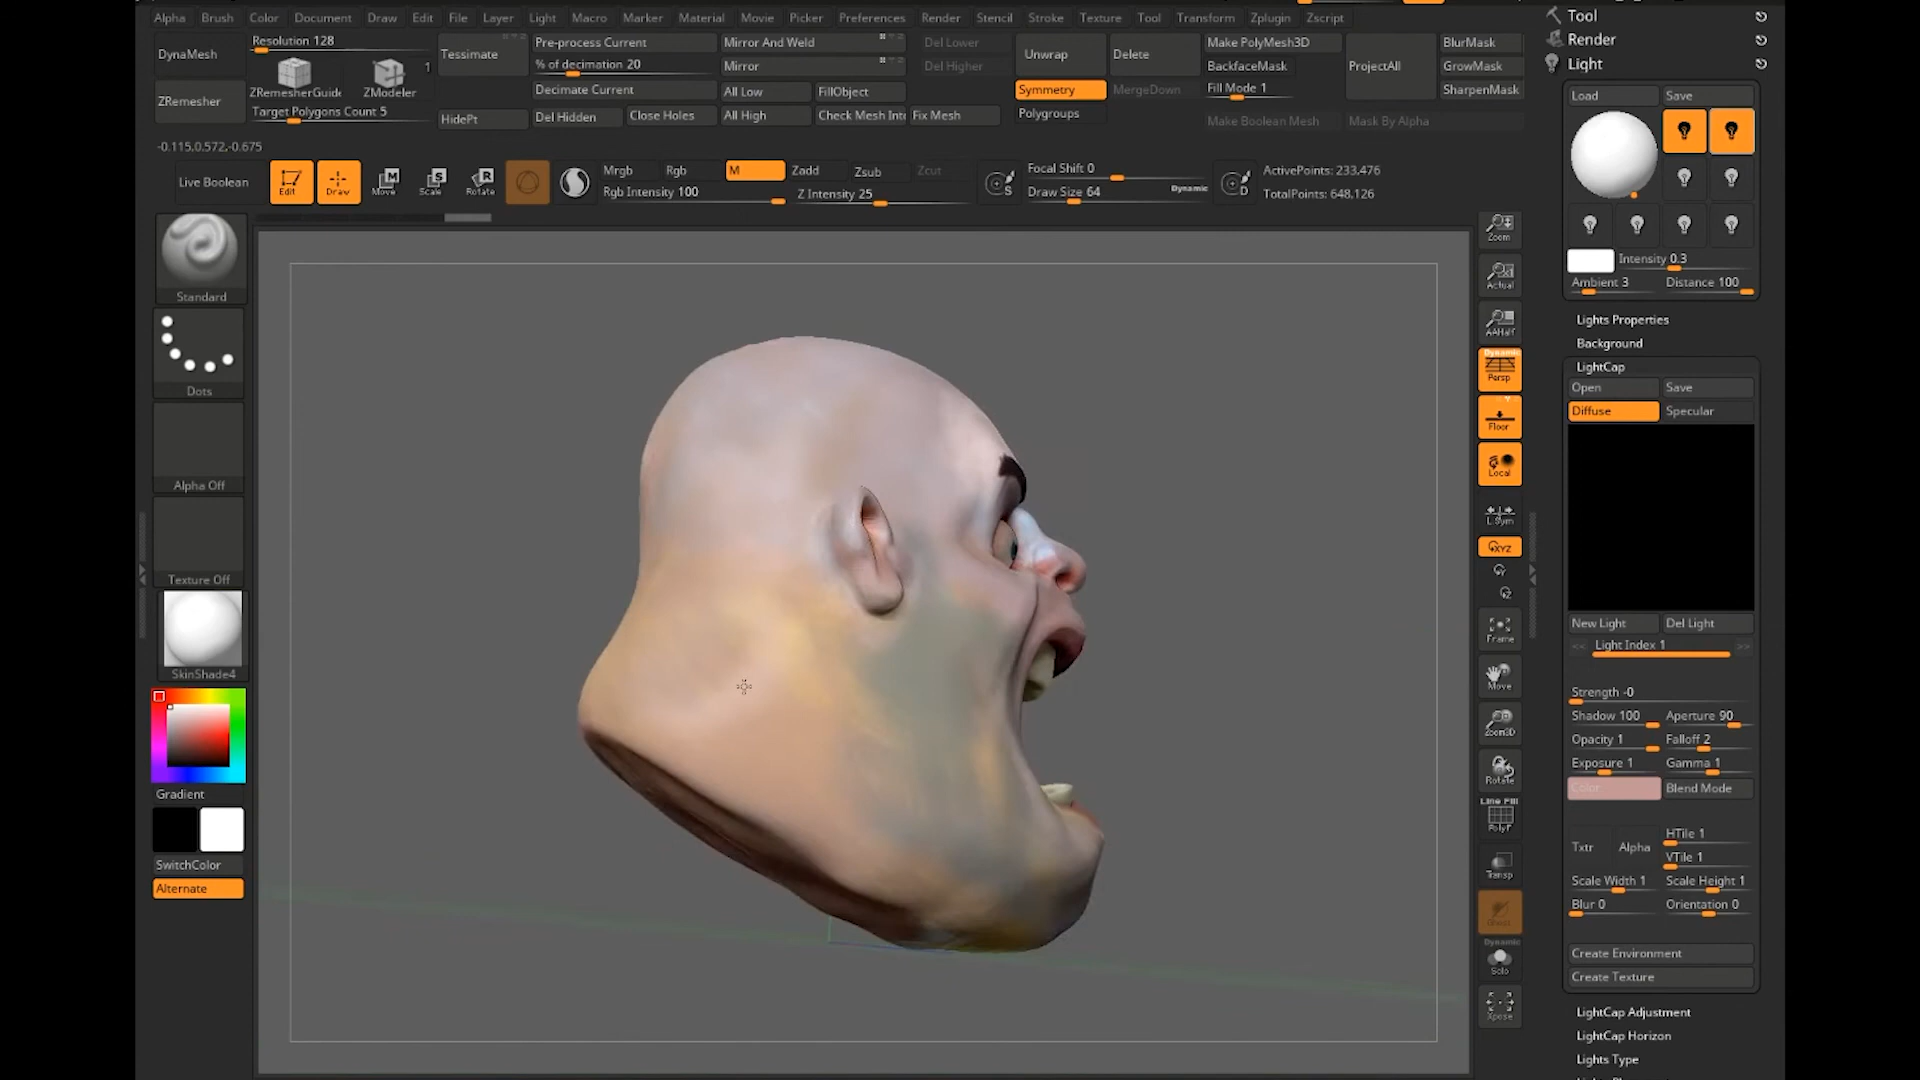 Alpha Brush Color Document Draw Edit File Layer Light Macro Marker Material Movie Picker Preferences Render Stencil Stroke Texture Tool Transform Zplugin Zscript
Tool
Render
Light
DynaMesh
Resolution 128
ZRemesherGuide
ZModeler
1
ZRemesher
Target Polygons Count 5
Tessimate
HidePt
Pre-process Current
% of decimation 20
Decimate Current
Del Hidden
Close Holes
Mirror And Weld
Mirror
All Low
FillObject
All High
Check Mesh Int
Fix Mesh
Del Lower
Del Higher
Unwrap
Symmetry
Polygroups
Delete
MergeDown
Make PolyMesh3D
BackfaceMask
Fill Mode 1
Make Boolean Mesh
ProjectAll
Mask By Alpha
BlurMask
GrowMask
SharpenMask
-0.115,0.572,-0.675
Live Boolean
Edit
Draw
Move
Scale
Rotate
Mrgb Rgb M Zadd Zsub Zcut
Rgb Intensity 100
Z Intensity 25
S
Focal Shift 0
Draw Size 64
Dynamic
D
ActivePoints: 233,476
TotalPoints: 648,126
Standard
Dots
Alpha Off
Texture Off
SkinShade4
Gradient
SwitchColor
Alternate
Zoom
Actual
AAHalf
Dynamic
Persp
Floor
Local
L.Sym
XYZ
Frame
Move
Zoom3D
Rotate
Line Fill
PolyF
Transp
Ghost
Dynamic
Solo
Xpose
Load Save
Intensity 0.3
Ambient 3 Distance 100
Lights Properties
Background
LightCap
Open Save
Diffuse Specular
New Light Del Light
<< Light Index 1 >>
Strength -0
Shadow 100 Aperture 90
Opacity 1 Falloff 2
Exposure 1 Gamma 1
Color Blend Mode
HTile 1
Txtr Alpha
VTile 1
Scale Width 1 Scale Height 1
Blur 0 Orientation 0
Create Environment
Create Texture
LightCap Adjustment
LightCap Horizon
Lights Type